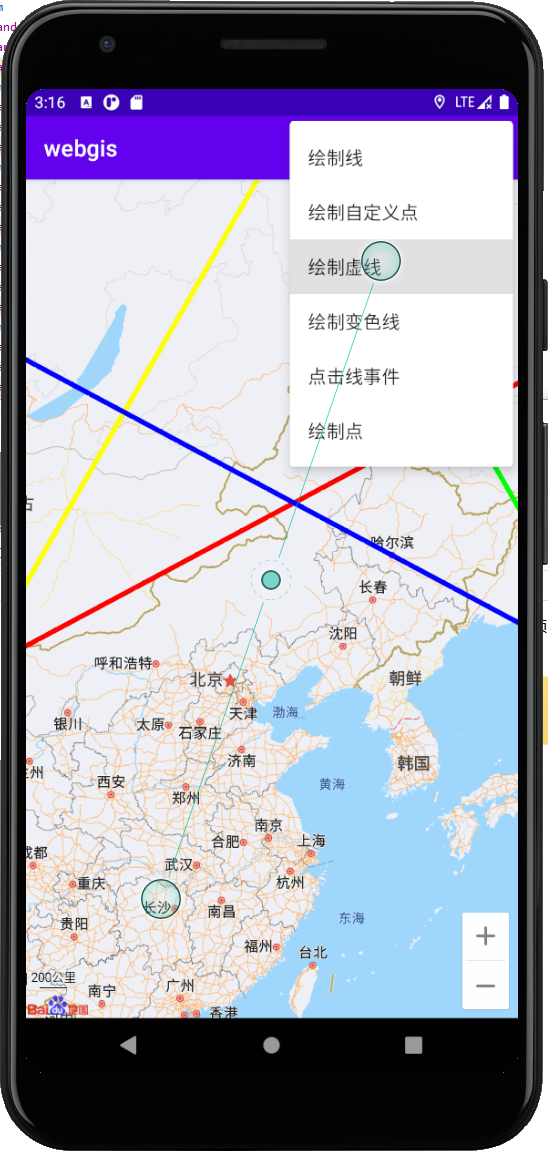 3:16
LTE
webgis
绘制线
绘制自定义点
绘制虚线
绘制变色线
点击线事件
绘制点
古
哈尔滨
长春
沈阳
呼和浩特
北京
朝鲜
天津
渤海
银川
太原
石家庄
济南
韩国
州
西安
黄海
郑州
南京
合肥
上海
成都
武汉
重庆
杭州
长沙
南昌
东海
贵阳
福州
台北
200公里
南宁
广州
香港